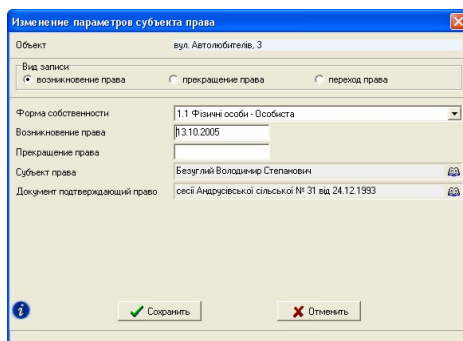 Изменение параметров субъекта права
Объект вул. Автолюбителів, 3
Вид записи
возникновение права прекращение права переход права
Форма собственности 1.1 Фізичні особи - Особиста
Возникновение права 13.10.2005
Прекращение права
Субъект права Безуглий Володимир Степанович
Документ подтверждающий право сесії Андрусівської сільської № 31 від 24.12.1993
Сохранить Отменить